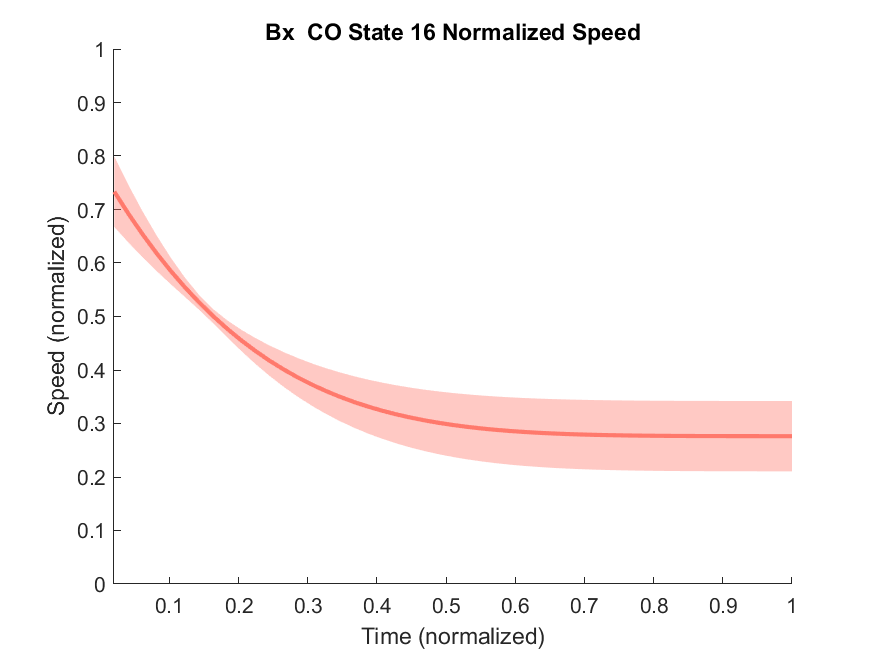 Bx  CO State 16 Normalized Speed
1
0.9
0.8
0.7
0.6
0.5
0.4
0.3
0.2
0.1
0
Speed (normalized)
0.1 0.2 0.3 0.4 0.5 0.6 0.7 0.8 0.9 1
Time (normalized)